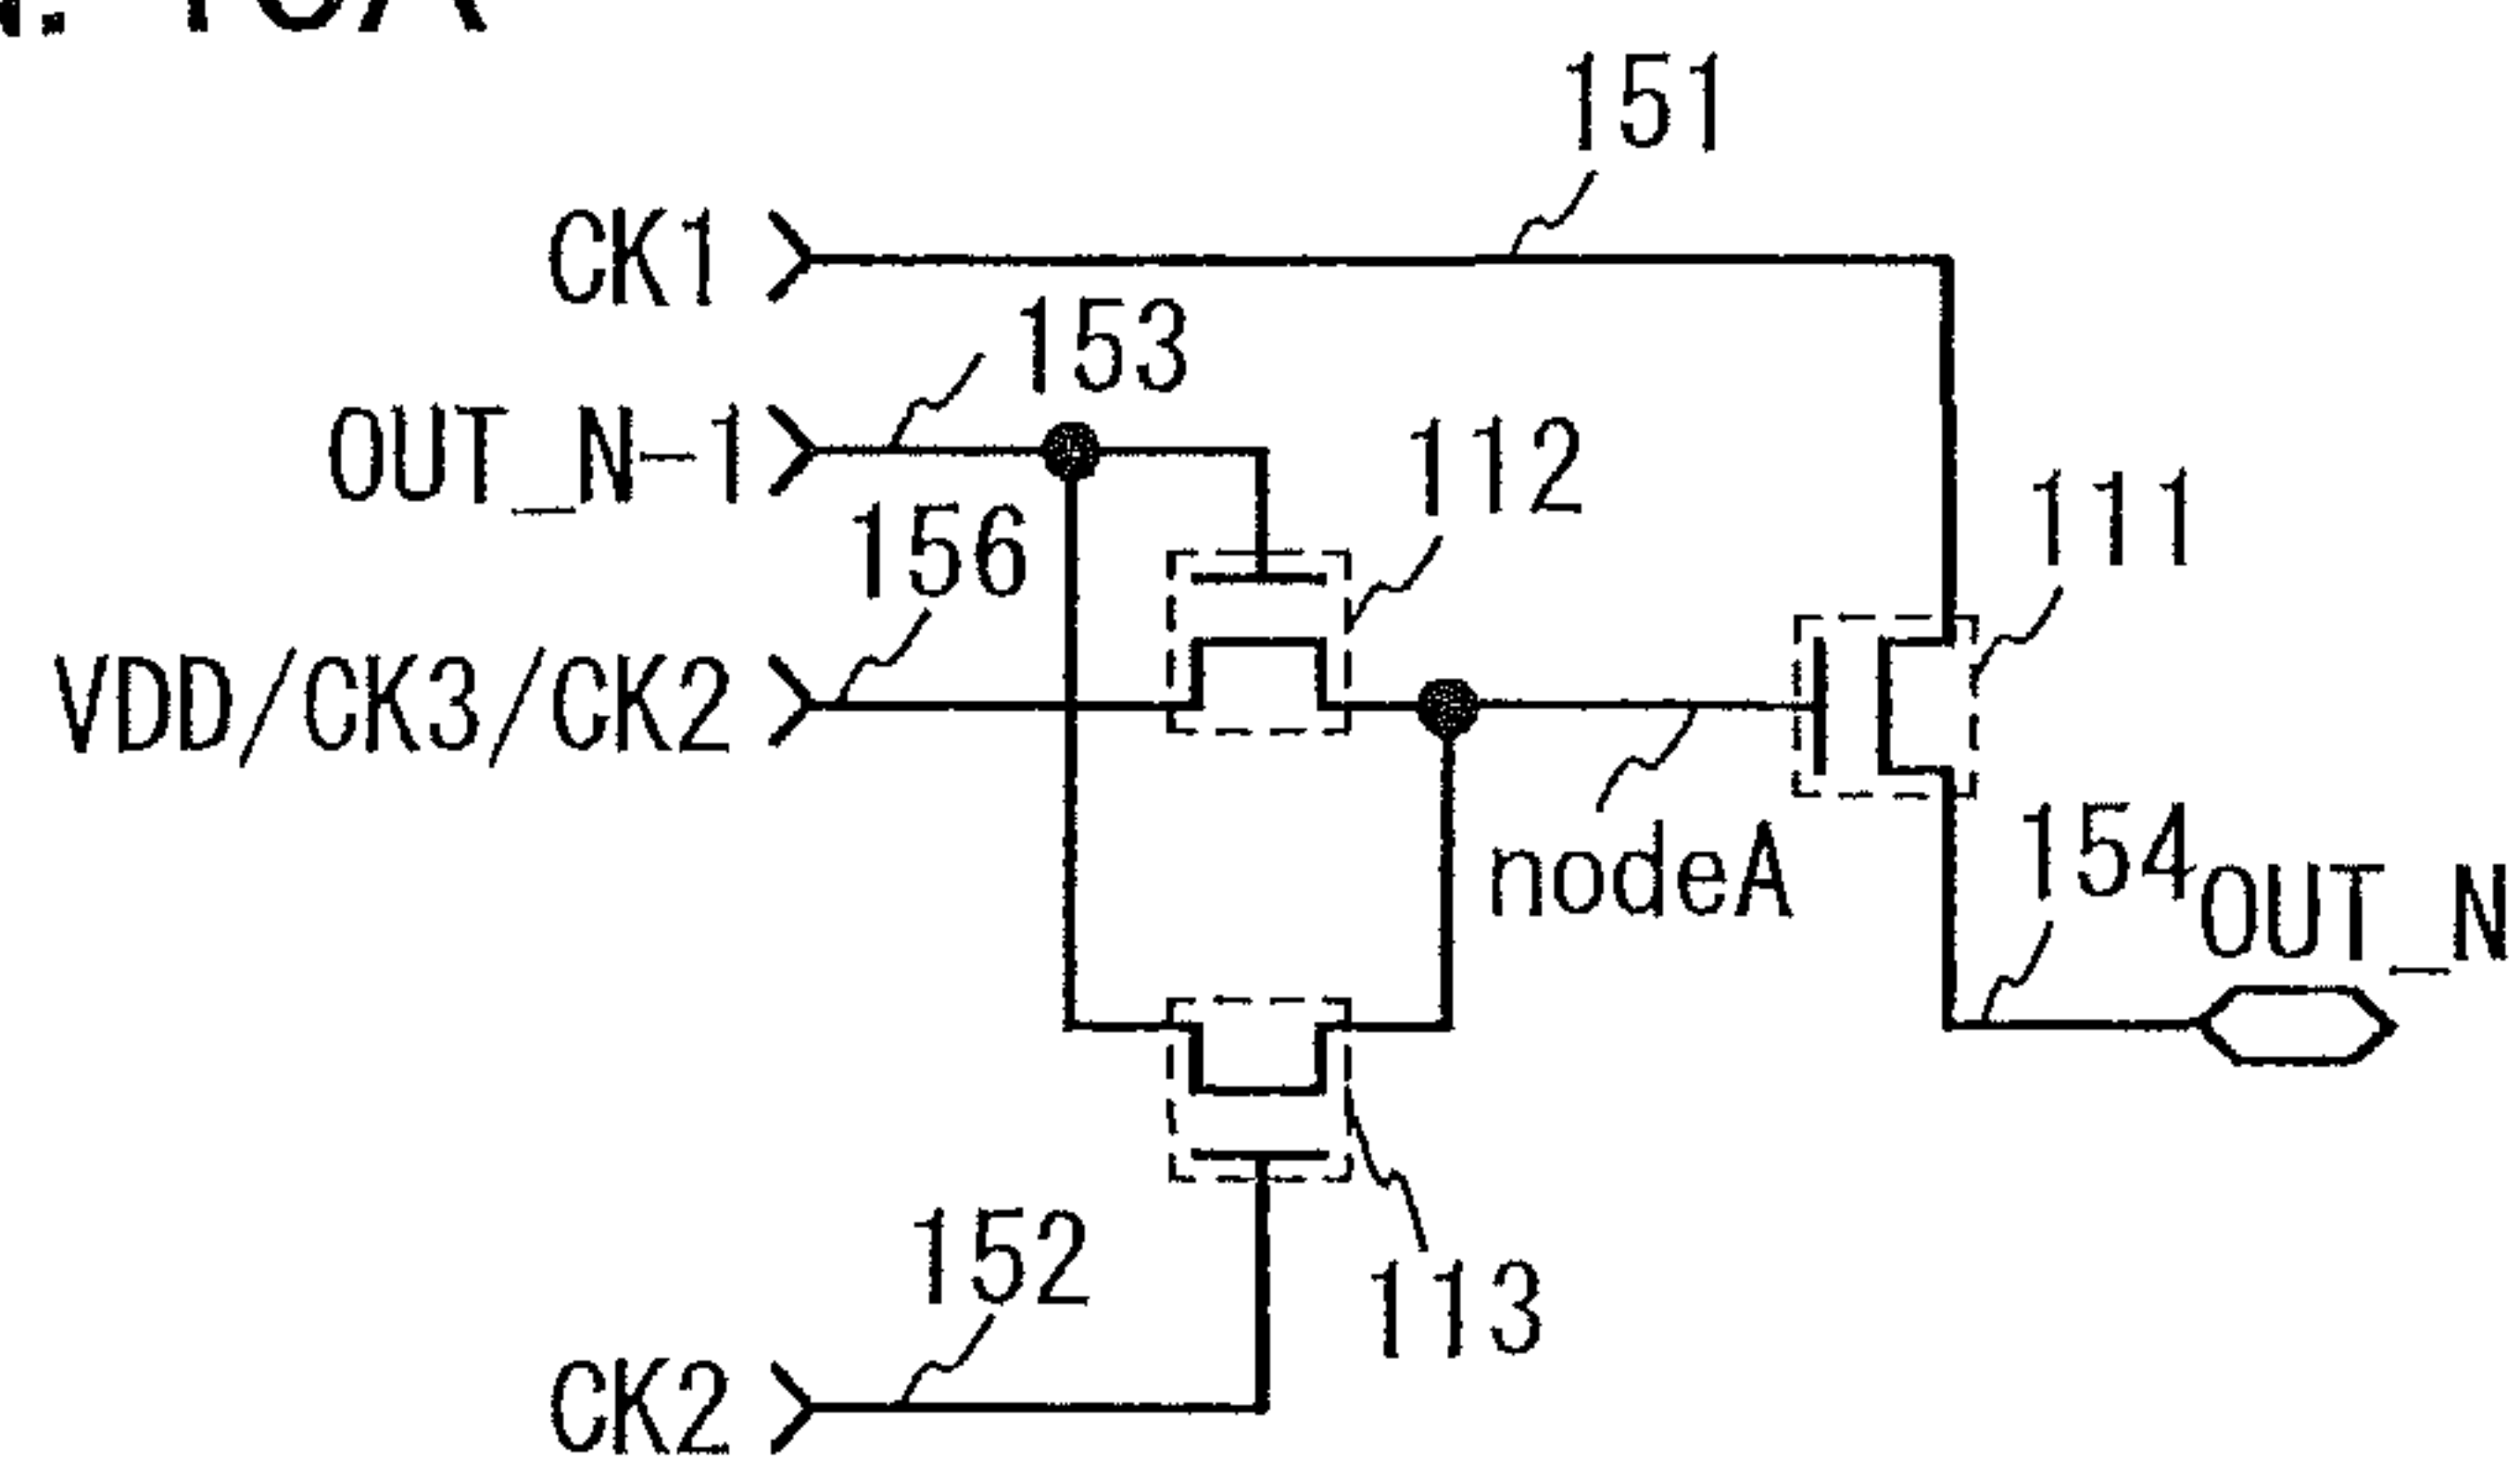 151
CK1
153
OUT_N-1
112
111
156
VDD/CK3/CK2
nodeA
154
OUT_N
152
113
CK2